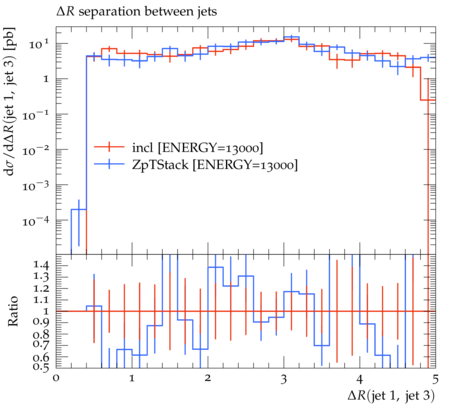 ΔR separation between jets
dσ/dΔR(jet 1, jet 3) [pb]
10¹
1
10⁻¹
10⁻²
10⁻³
10⁻⁴
incl [ENERGY=13000]
ZpTStack [ENERGY=13000]
Ratio
1.4
1.3
1.2
1.1
1
0.9
0.8
0.7
0.6
0.5
0 1 2 3 4 5
ΔR(jet 1, jet 3)